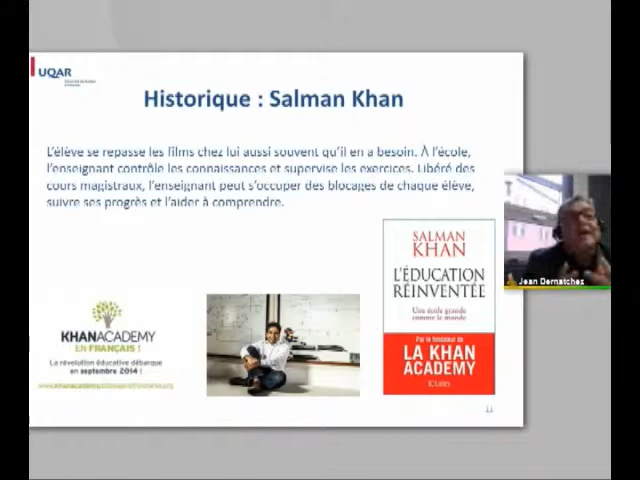 UQAR
Historique : Salman Khan
L'élève se repasse les films chez lui aussi souvent qu'il en a besoin. À l'école,
l'enseignant contrôle les connaissances et supervise les exercices. Libéré des
cours magistraux, l'enseignant peut s'occuper des blocages de chaque élève,
suivre ses progrès et l'aider à comprendre.
Jean Dernatchez
SALMAN
KHAN
L'ÉDUCATION
RÉINVENTÉE
Une école grande
comme le monde
Par le fondateur de
LA KHAN
ACADEMY
JCLattès
KHANACADEMY
EN FRANÇAIS !
La révolution éducative débarque
en septembre 2014 !
11